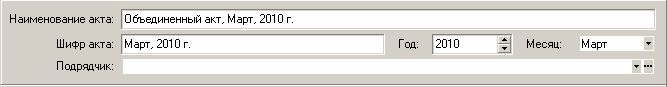 Наименование акта: Объединенный акт, Март, 2010 г.
Шифр акта: Март, 2010 г. Год: 2010 Месяц: Март
Подрядчик: